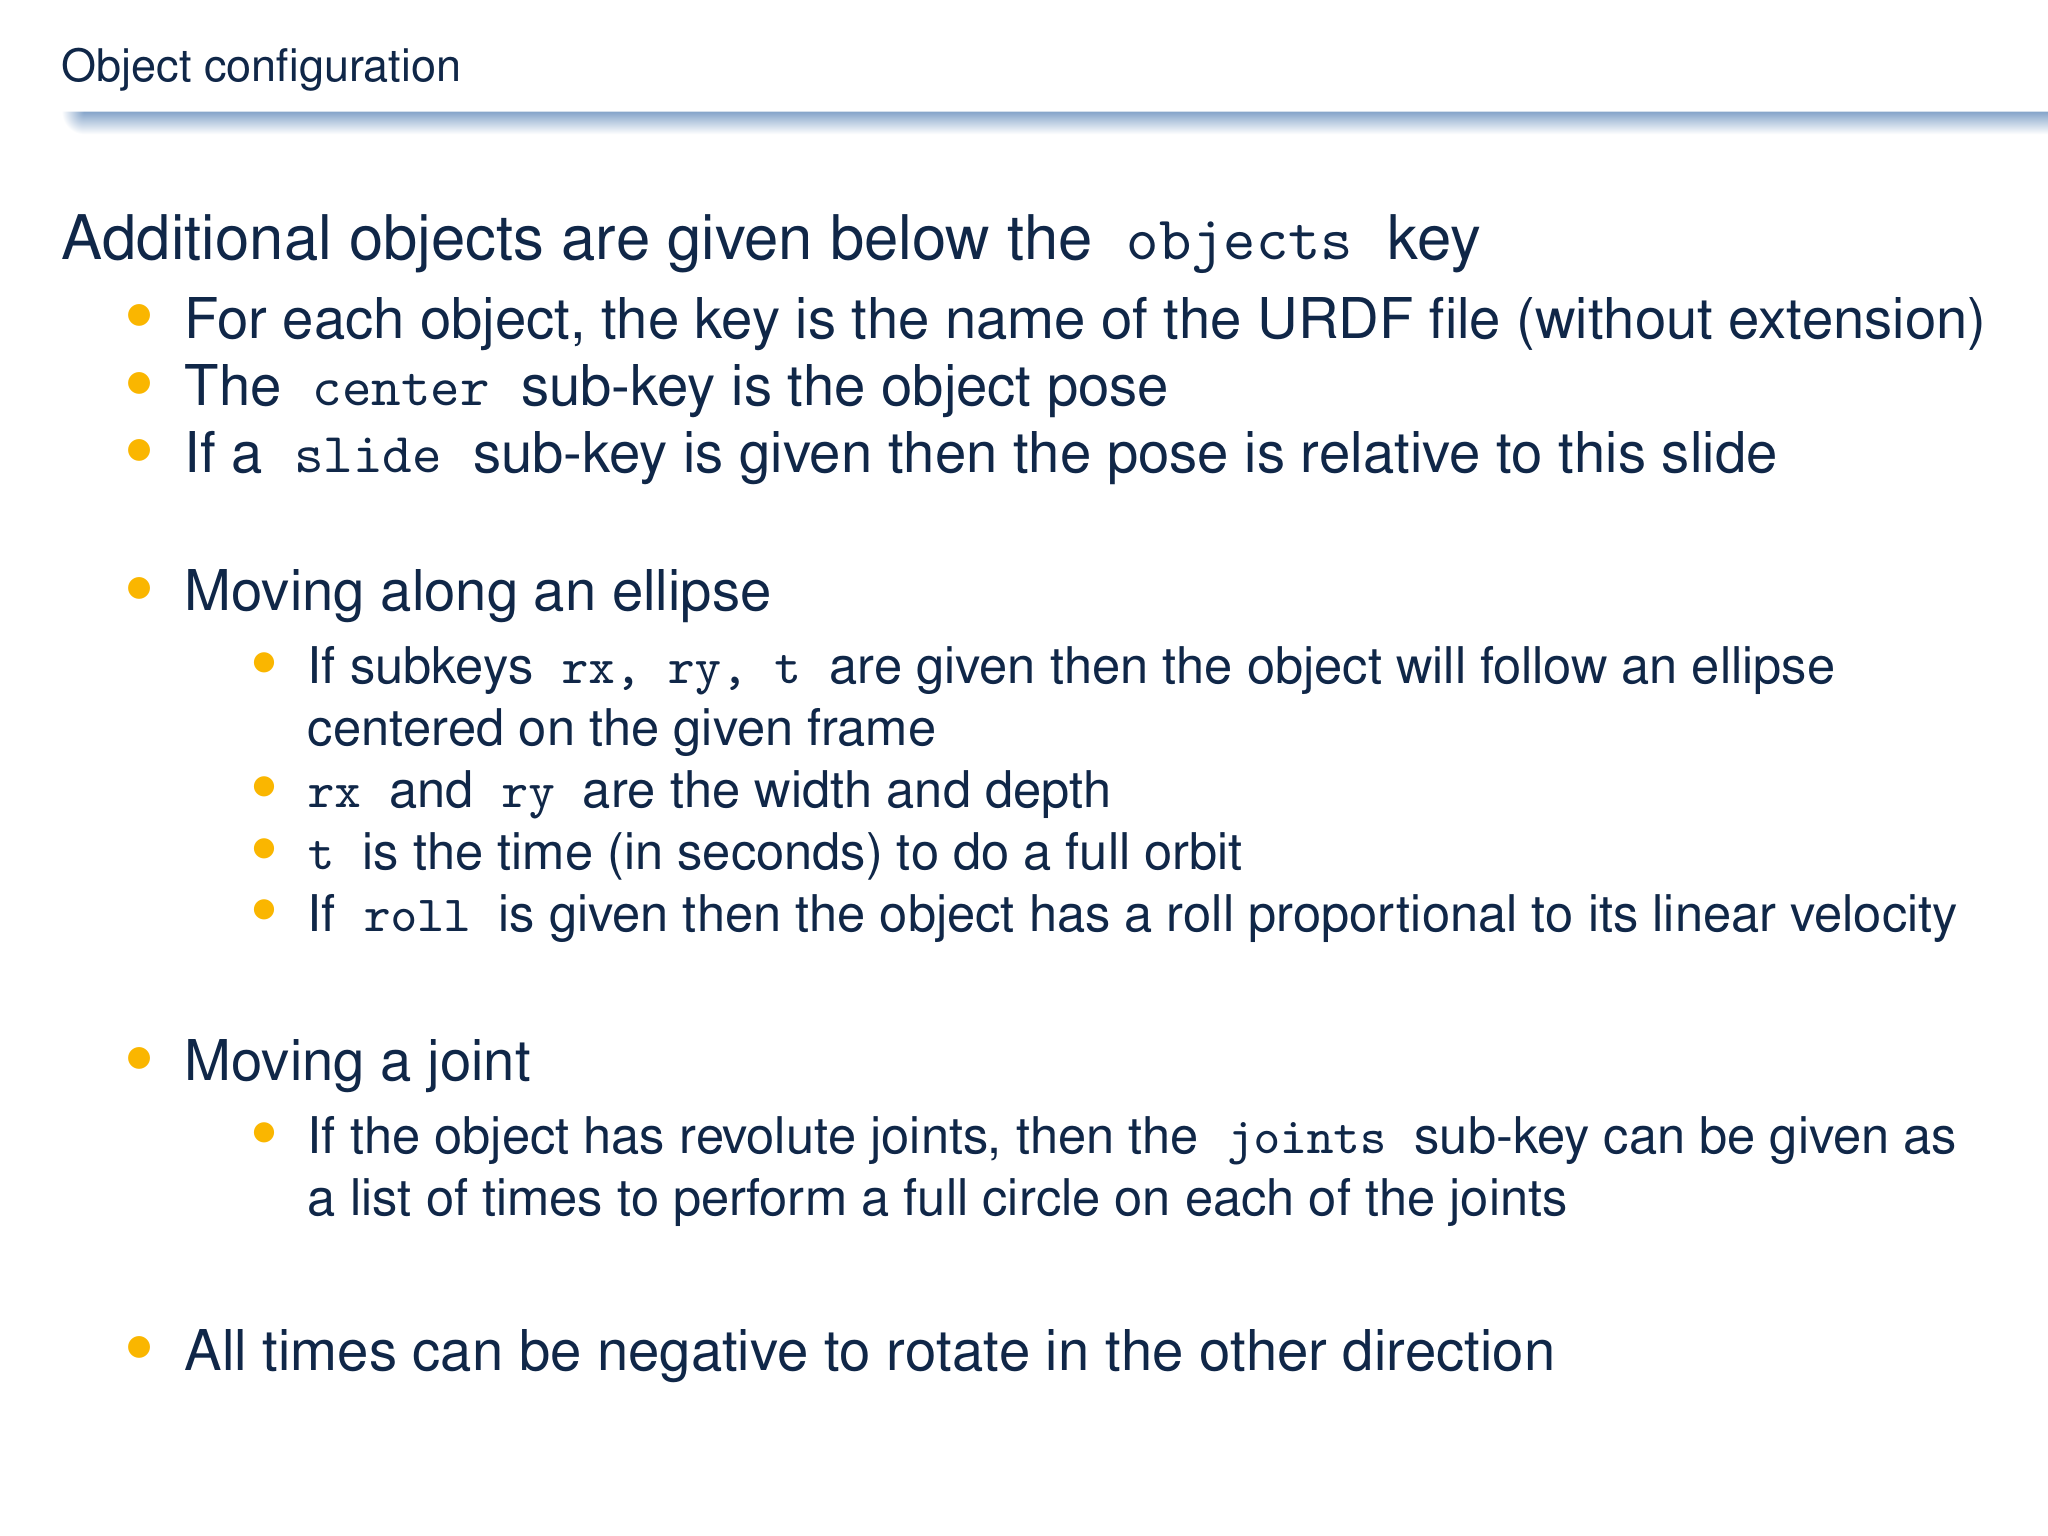 Object configuration
Additional objects are given below the objects key
• For each object, the key is the name of the URDF file (without extension)
• The center sub-key is the object pose
• If a slide sub-key is given then the pose is relative to this slide
• Moving along an ellipse
• If subkeys rx, ry, t are given then the object will follow an ellipse
centered on the given frame
• rx and ry are the width and depth
• t is the time (in seconds) to do a full orbit
• If roll is given then the object has a roll proportional to its linear velocity
• Moving a joint
• If the object has revolute joints, then the joints sub-key can be given as
a list of times to perform a full circle on each of the joints
• All times can be negative to rotate in the other direction